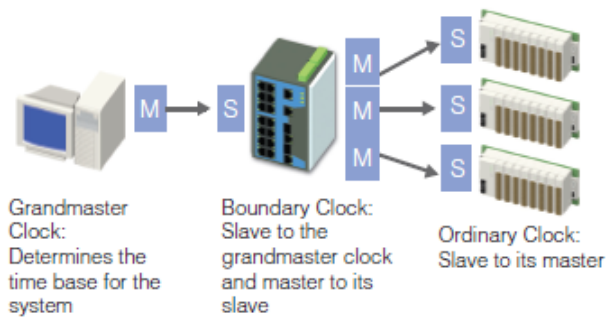 M
S
M
M
M
S
S
S
Grandmaster
Clock:
Determines the
time base for the
system
Boundary Clock:
Slave to the
grandmaster clock
and master to its
slave
Ordinary Clock:
Slave to its master